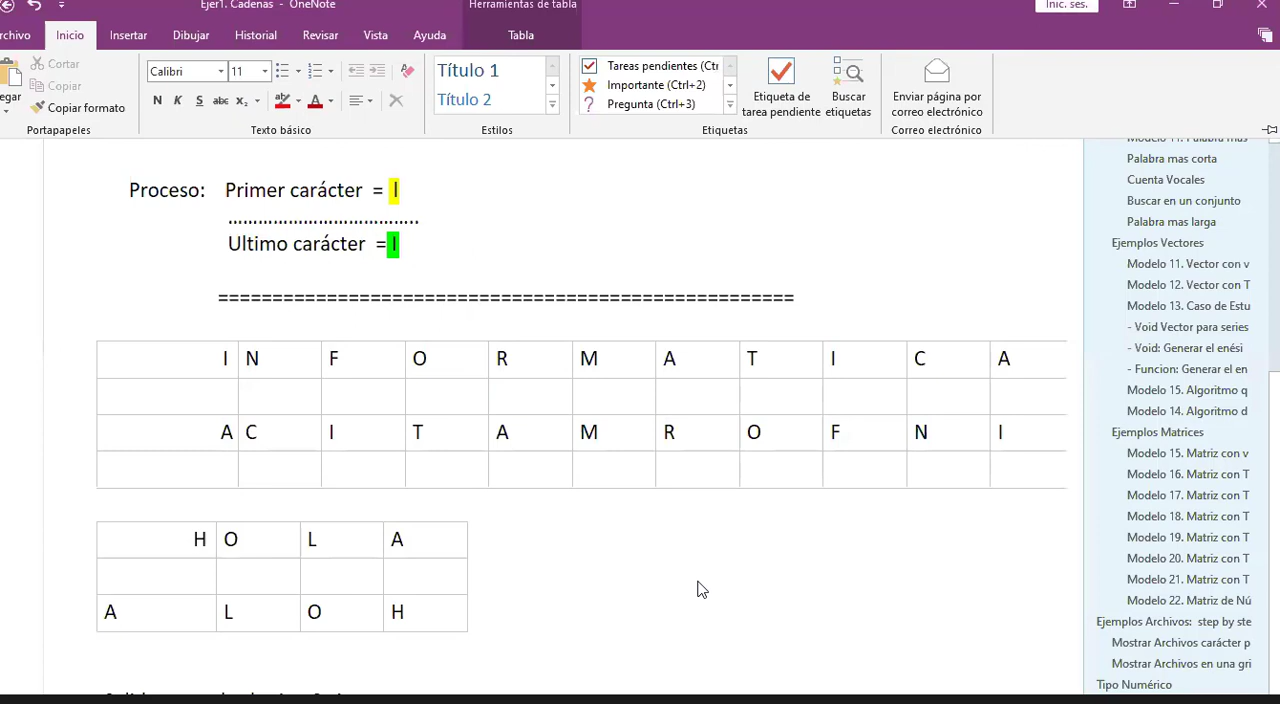 Ejer1. Cadenas - OneNote
Herramientas de tabla
Inic. ses.
Inicio
Insertar
Dibujar
Historial
Revisar
Vista
Ayuda
Tabla
Cortar
Copiar
Copiar formato
Portapapeles
Calibri
11
N K S abc x₂ A
Texto básico
Título 1
Título 2
Estilos
Tareas pendientes (Ctr
Importante (Ctrl+2)
Pregunta (Ctrl+3)
Etiquetas
Etiqueta de
tarea pendiente
Buscar
etiquetas
Enviar página por
correo electrónico
Correo electrónico
Proceso: Primer carácter = I
.......................................
Ultimo carácter =I
=====================================================
I N F O R M A T I C A
A C I T A M R O F N I
H O L A
A L O H
Palabra mas corta
Cuenta Vocales
Buscar en un conjunto
Palabra mas larga
Ejemplos Vectores
Modelo 11. Vector con v
Modelo 12. Vector con T
Modelo 13. Caso de Estu
- Void Vector para series
- Void: Generar el enési
- Funcion: Generar el en
Modelo 15. Algoritmo q
Modelo 14. Algoritmo d
Ejemplos Matrices
Modelo 15. Matriz con v
Modelo 16. Matriz con T
Modelo 17. Matriz con T
Modelo 18. Matriz con T
Modelo 19. Matriz con T
Modelo 20. Matriz con T
Modelo 21. Matriz con T
Modelo 22. Matriz de Nú
Ejemplos Archivos: step by ste
Mostrar Archivos carácter p
Mostrar Archivos en una gri
Tipo Numérico